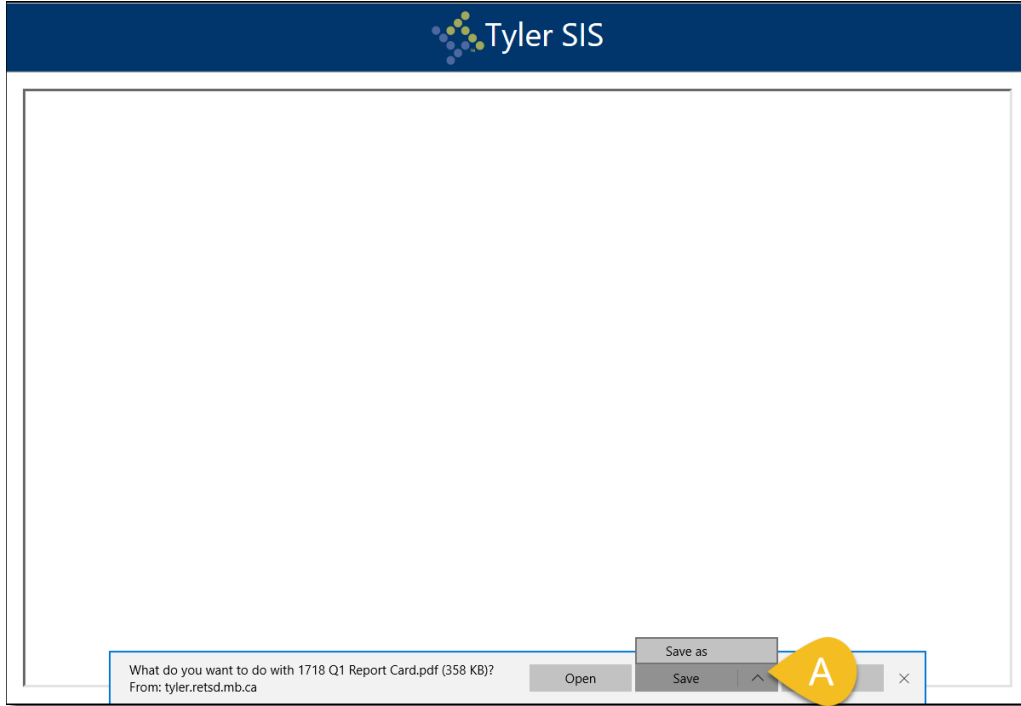 Tyler SIS
Save as
What do you want to do with 1718 Q1 Report Card.pdf (358 KB)?
From: tyler.retsd.mb.ca
Open
Save
A